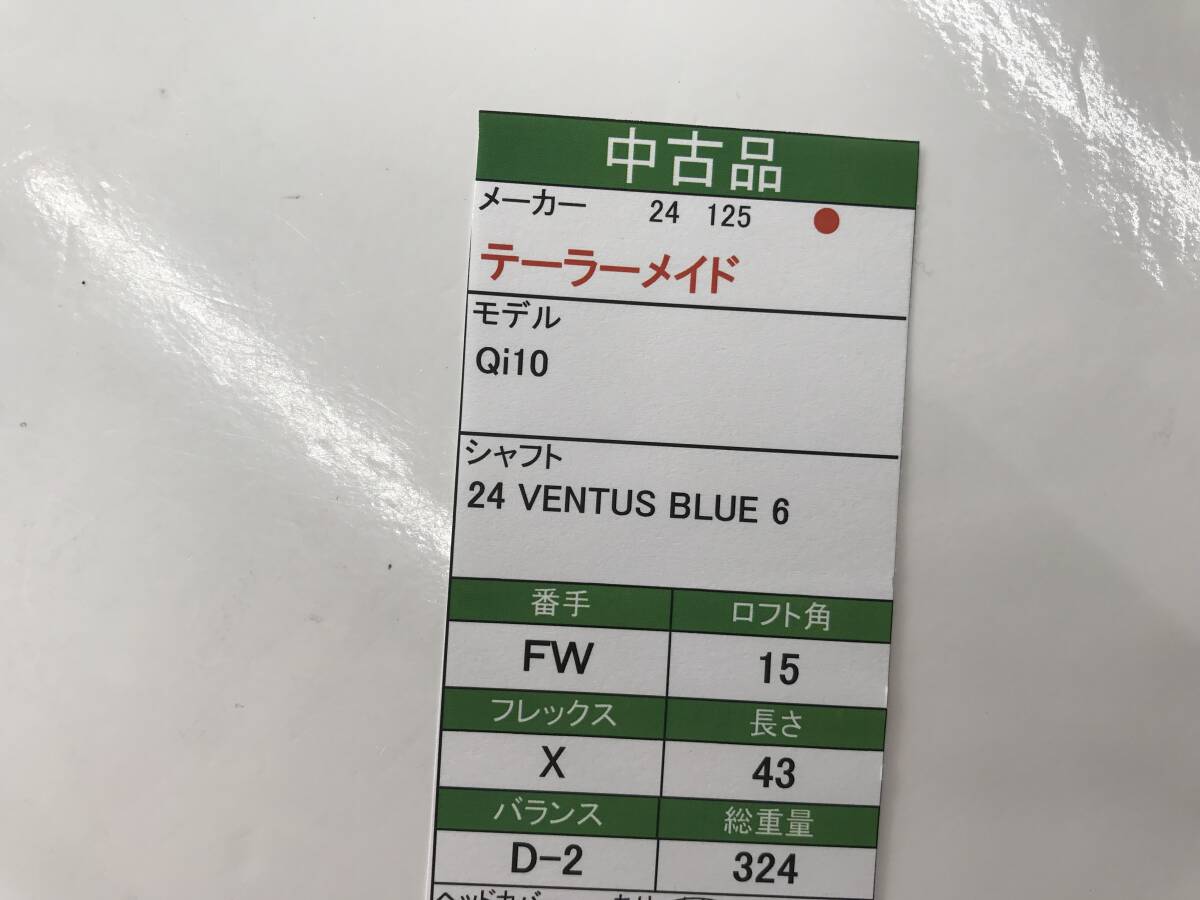 中古品
メーカー 24 125
テーラーメイド
モデル
Qi10
シャフト
24 VENTUS BLUE 6
番手 ロフト角
FW 15
フレックス 長さ
X 43
バランス 総重量
D-2 324